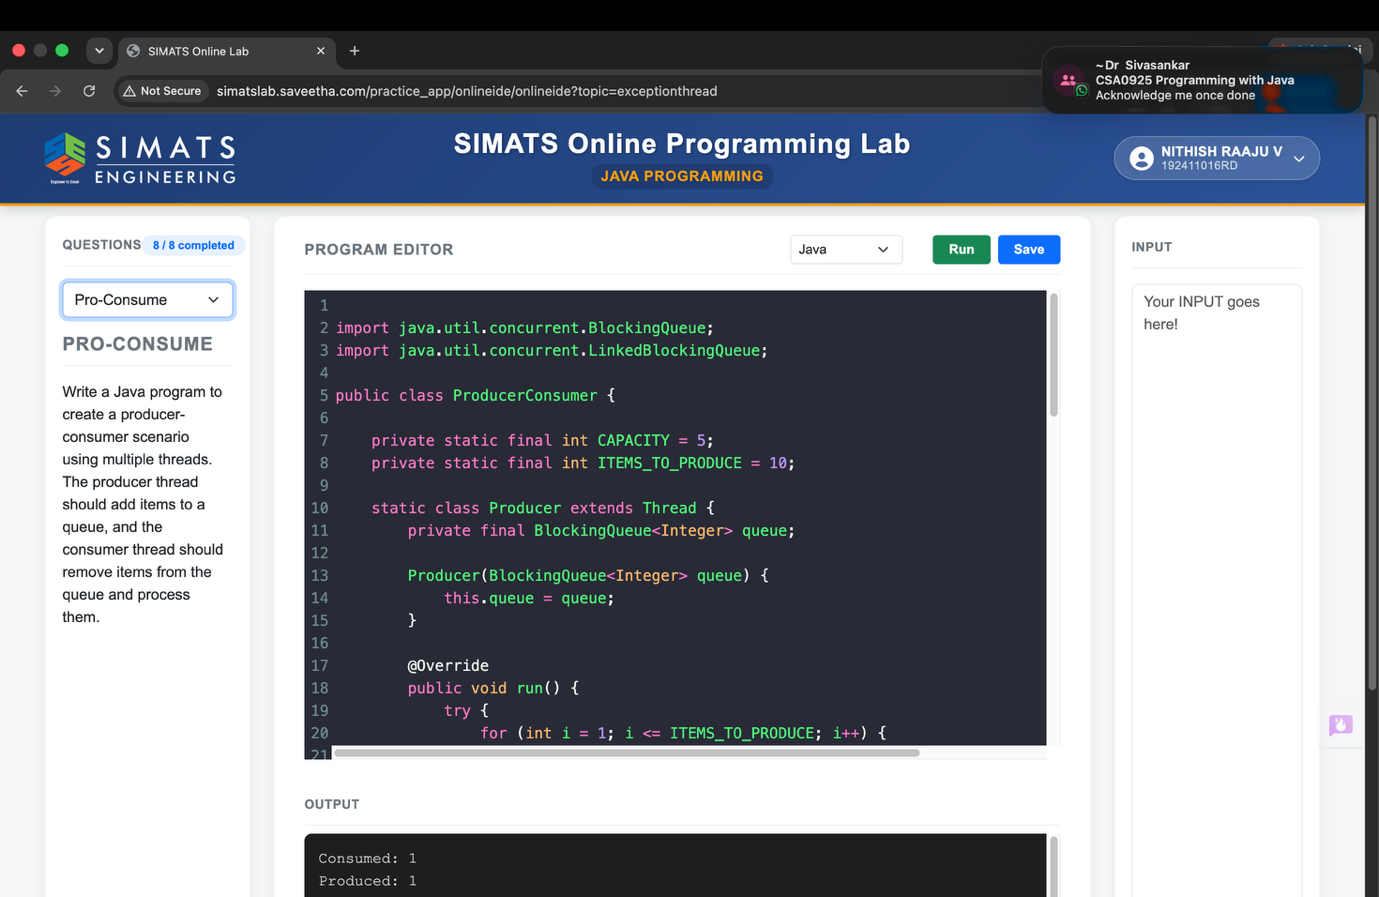 SIMATS Online Lab
~Dr Sivasankar
CSA0925 Programming with Java
Acknowledge me once done
Not Secure
simatslab.saveetha.com/practice_app/onlineide/onlineide?topic=exceptionthread
SIMATS
ENGINEERING
Engineer to Excel
SIMATS Online Programming Lab
JAVA PROGRAMMING
NITHISH RAAJU V
192411016RD
QUESTIONS
8 / 8 completed
Pro-Consume
PRO-CONSUME
Write a Java program to
create a producer-
consumer scenario
using multiple threads.
The producer thread
should add items to a
queue, and the
consumer thread should
remove items from the
queue and process
them.
PROGRAM EDITOR
Java
Run
Save
1
2 import java.util.concurrent.BlockingQueue;
3 import java.util.concurrent.LinkedBlockingQueue;
4
5 public class ProducerConsumer {
6
7     private static final int CAPACITY = 5;
8     private static final int ITEMS_TO_PRODUCE = 10;
9
10     static class Producer extends Thread {
11         private final BlockingQueue<Integer> queue;
12
13         Producer(BlockingQueue<Integer> queue) {
14             this.queue = queue;
15         }
16
17         @Override
18         public void run() {
19             try {
20                 for (int i = 1; i <= ITEMS_TO_PRODUCE; i++) {
21
OUTPUT
Consumed: 1
Produced: 1
INPUT
Your INPUT goes
here!